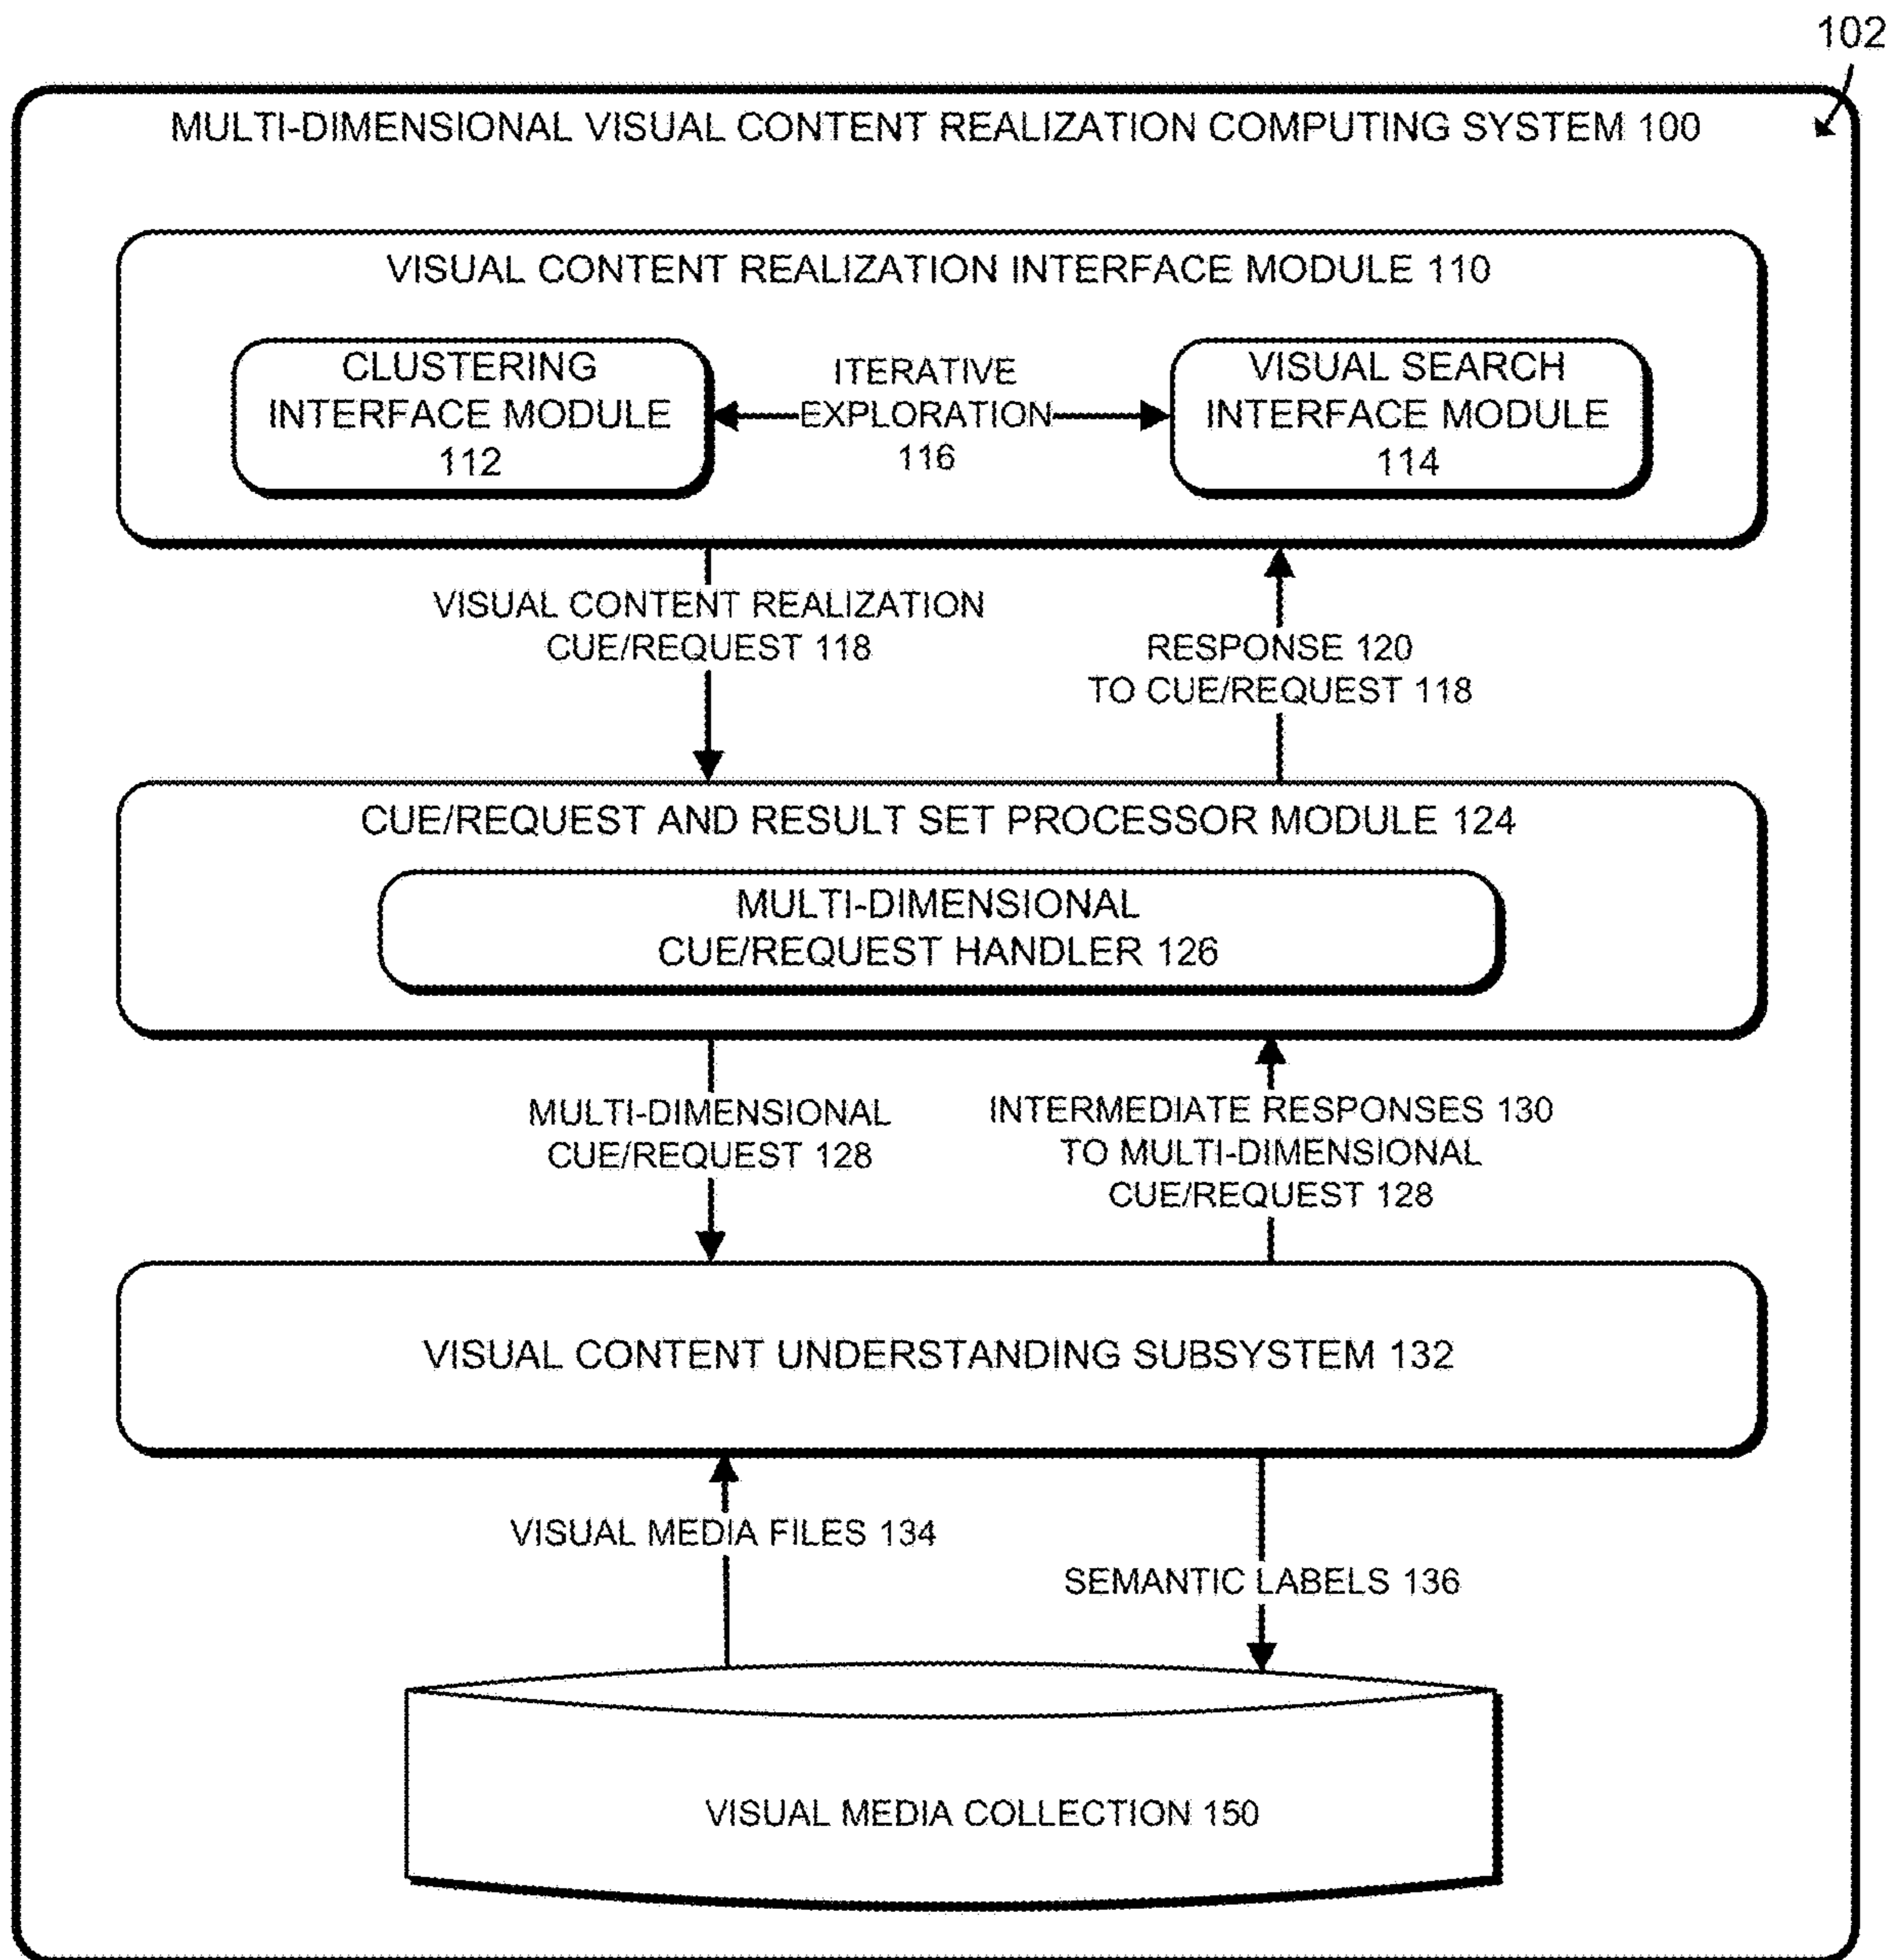 102
MULTI-DIMENSIONAL VISUAL CONTENT REALIZATION COMPUTING SYSTEM 100
VISUAL CONTENT REALIZATION INTERFACE MODULE 110
CLUSTERING
INTERFACE MODULE
112
ITERATIVE
EXPLORATION
116
VISUAL SEARCH
INTERFACE MODULE
114
VISUAL CONTENT REALIZATION
CUE/REQUEST 118
RESPONSE 120
TO CUE/REQUEST 118
CUE/REQUEST AND RESULT SET PROCESSOR MODULE 124
MULTI-DIMENSIONAL
CUE/REQUEST HANDLER 126
MULTI-DIMENSIONAL
CUE/REQUEST 128
INTERMEDIATE RESPONSES 130
TO MULTI-DIMENSIONAL
CUE/REQUEST 128
VISUAL CONTENT UNDERSTANDING SUBSYSTEM 132
VISUAL MEDIA FILES 134
SEMANTIC LABELS 136
VISUAL MEDIA COLLECTION 150